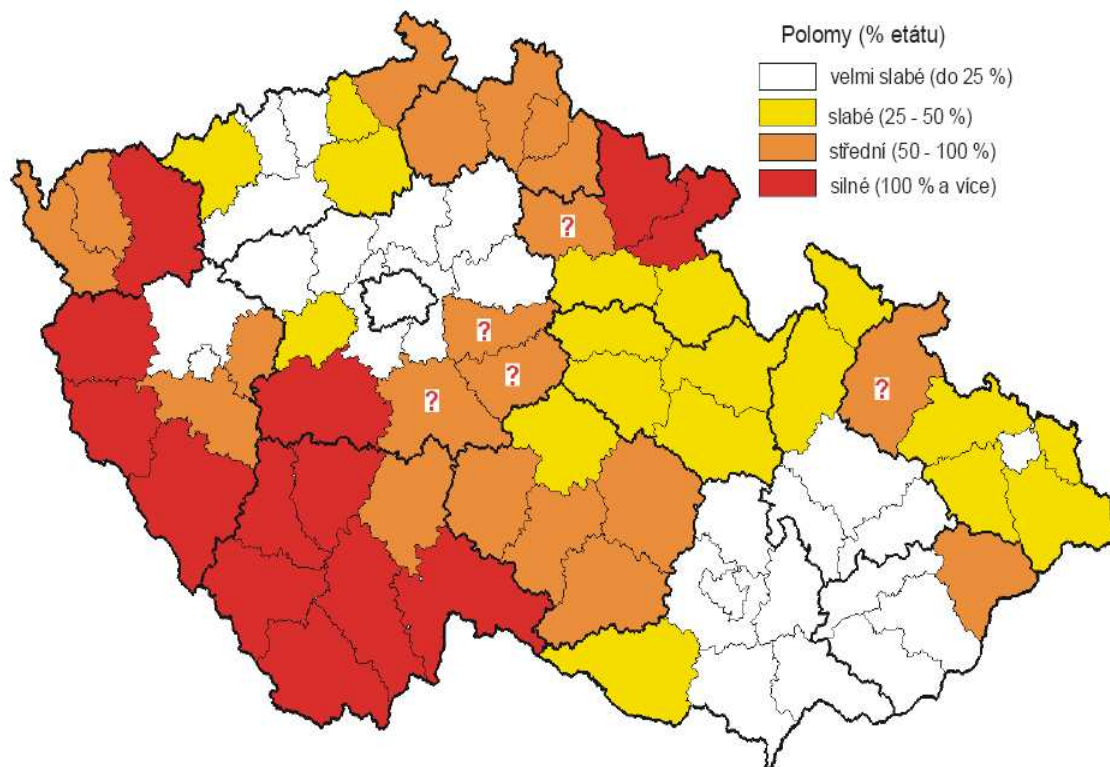 Polomy (% etátu)
velmi slabé (do 25 %)
slabé (25 - 50 %)
střední (50 - 100 %)
silné (100 % a více)
?
?
?
?
?